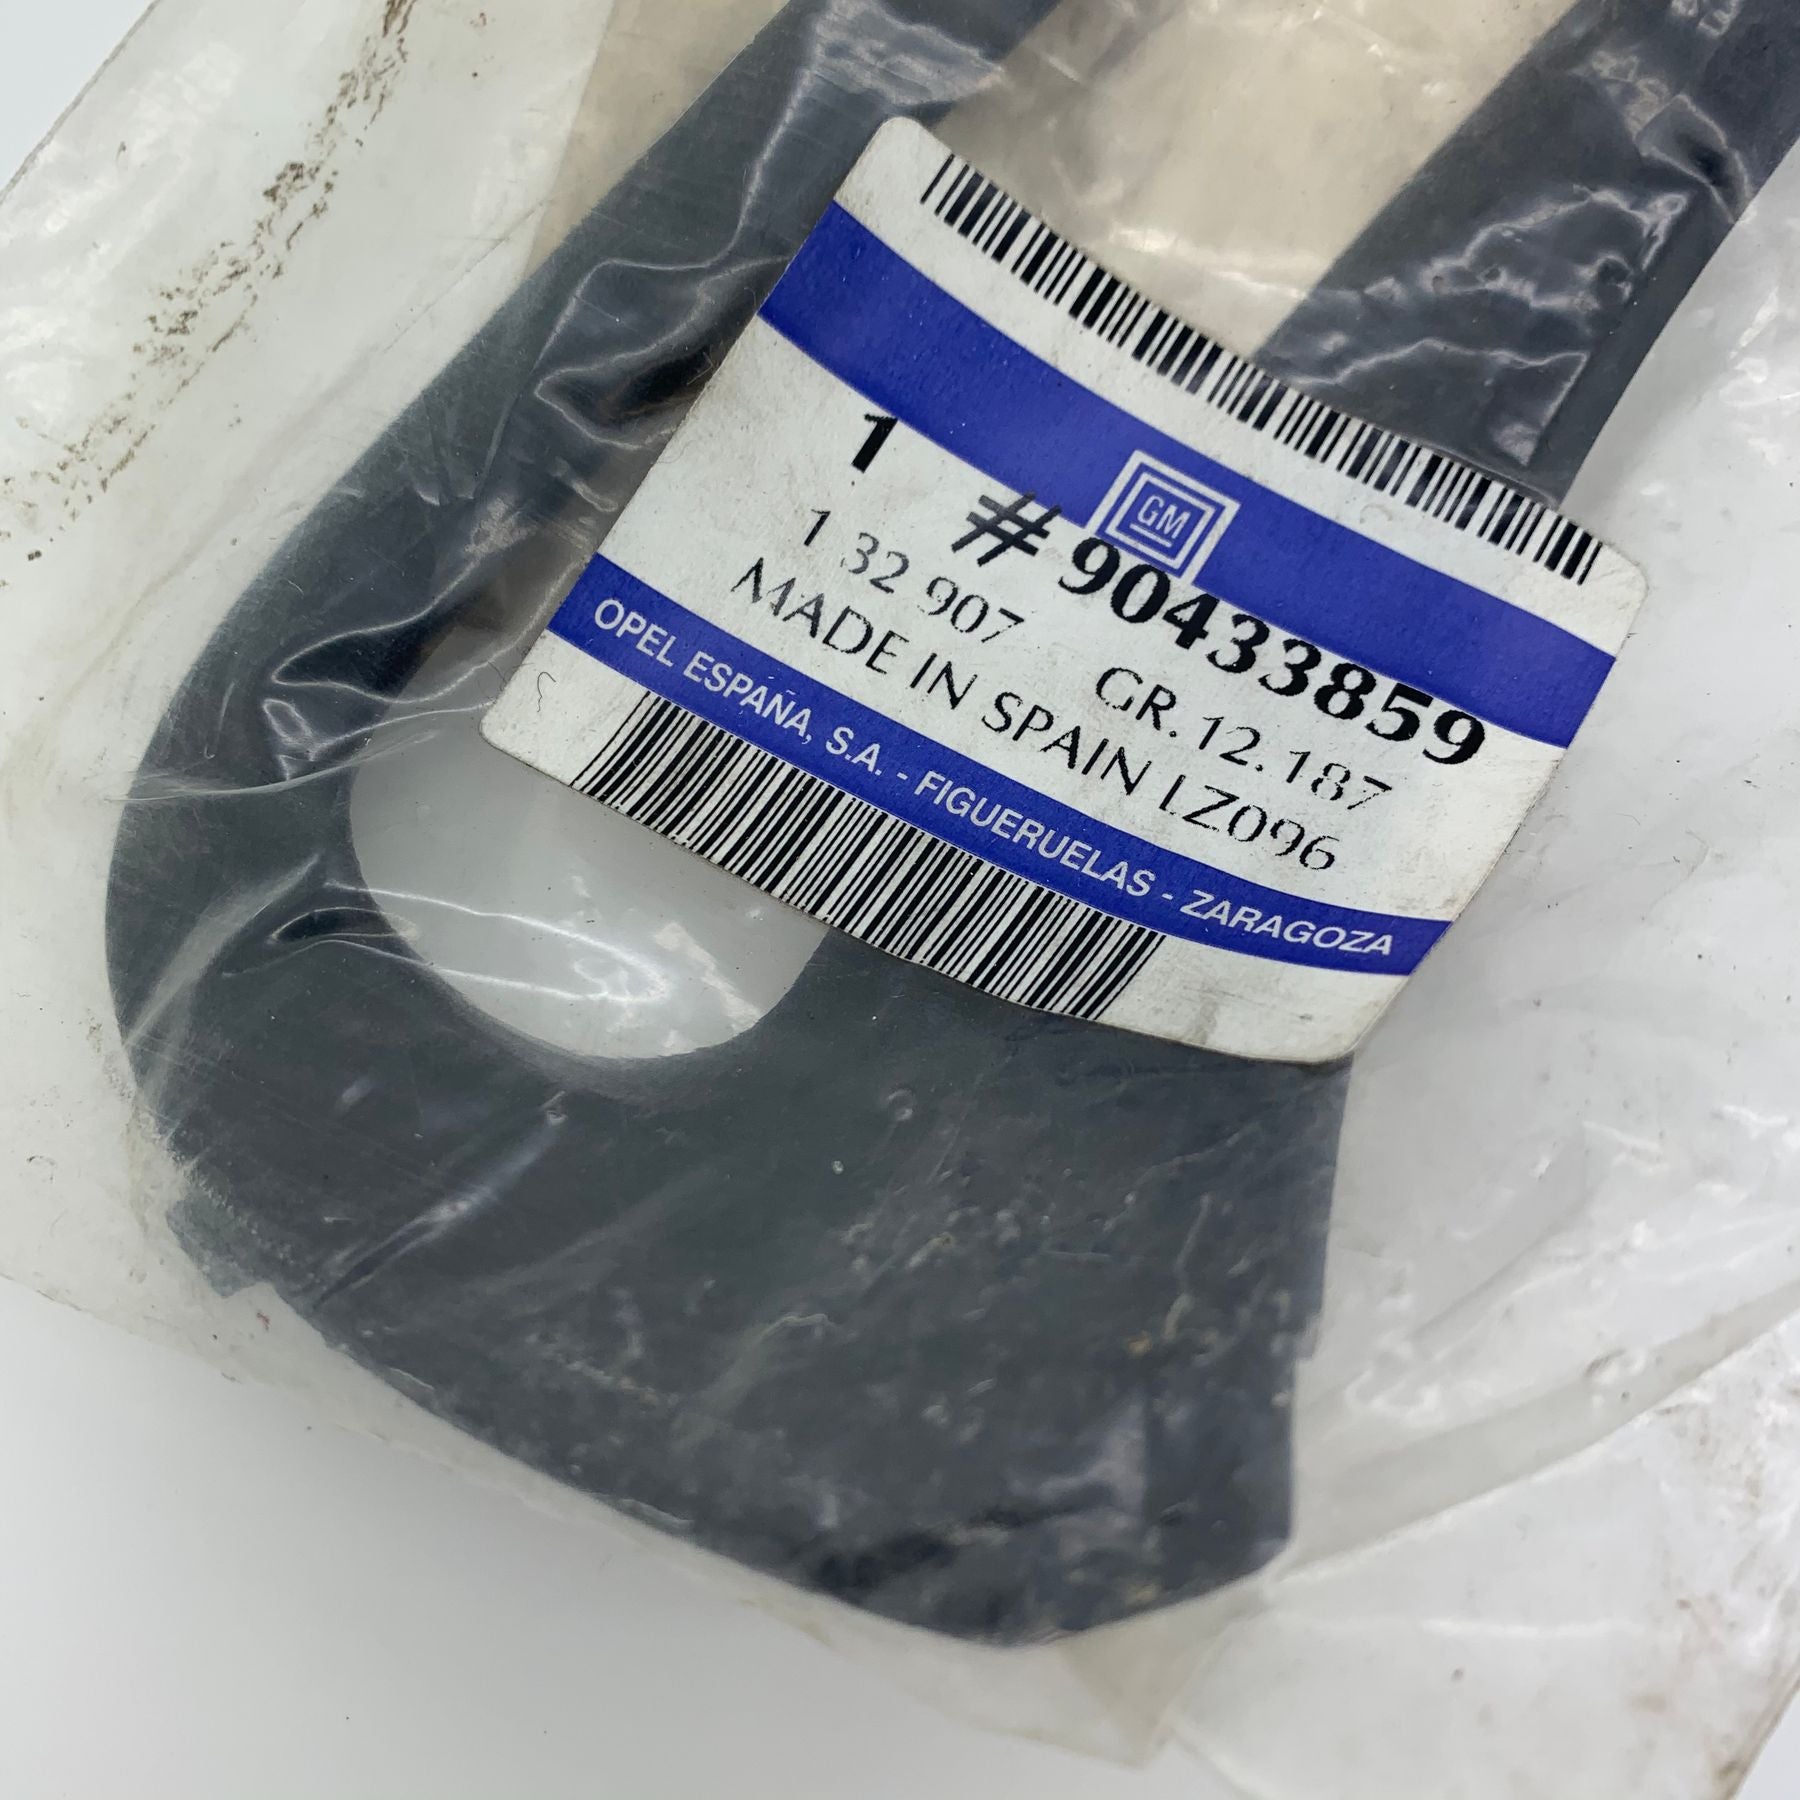 GM
1 #90433859
1 32 907 GR.12.187
MADE IN SPAIN LZ096
OPEL ESPAÑA, S.A. - FIGUERUELAS - ZARAGOZA